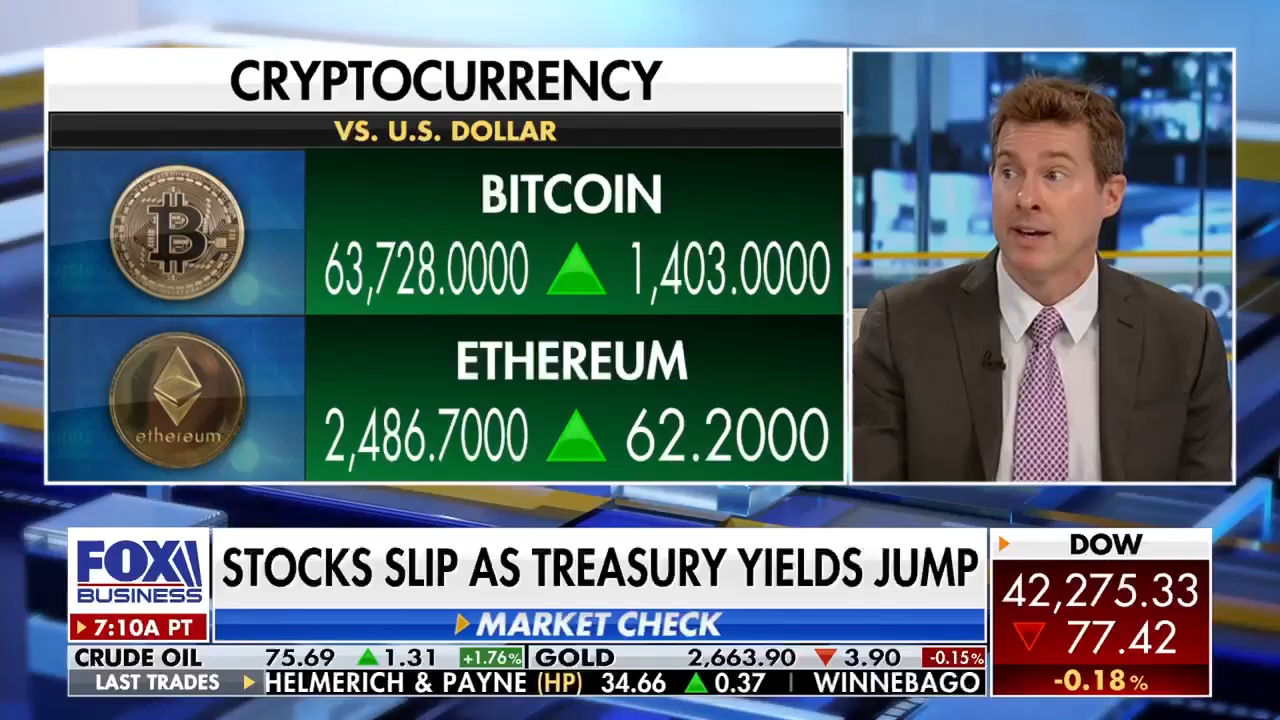 CRYPTOCURRENCY
VS. U.S. DOLLAR
BITCOIN
63,728.0000 ▲ 1,403.0000
ethereum
ETHEREUM
2,486.7000 ▲ 62.2000
FOX
BUSINESS
7:10A PT
STOCKS SLIP AS TREASURY YIELDS JUMP
MARKET CHECK
DOW
42,275.33
▽ 77.42
-0.18%
CRUDE OIL 75.69 ▲ 1.31 +1.76% GOLD 2,663.90 ▼ 3.90 -0.15%
LAST TRADES HELMERICH & PAYNE (HP) 34.66 ▲ 0.37 | WINNEBAGO